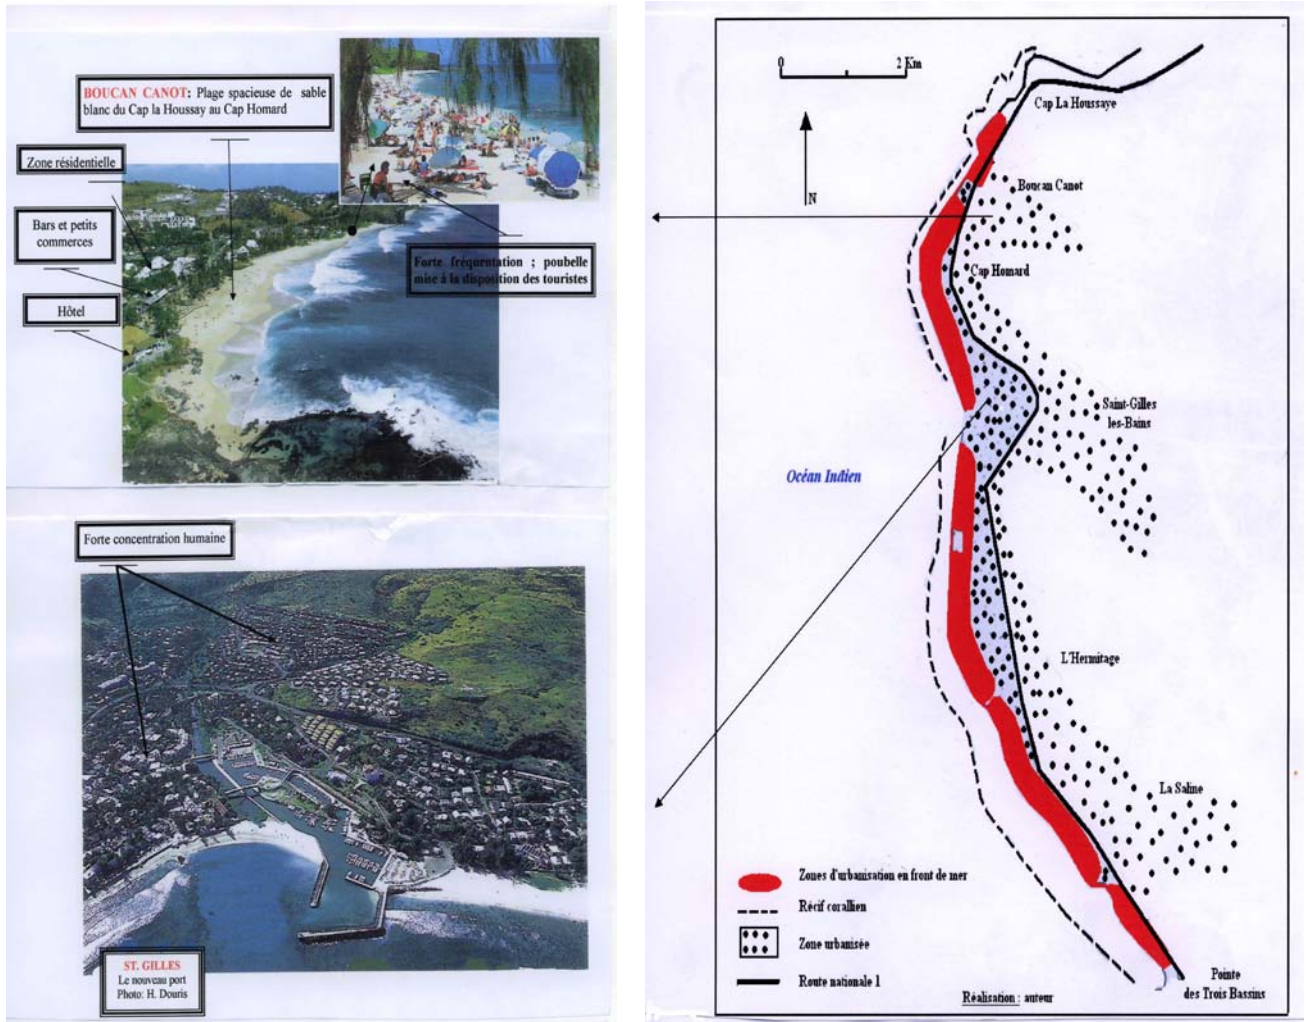 BOUCAN CANOT: Plage spacieuse de sable
blanc du Cap la Houssay au Cap Homard
Zone résidentielle
Bars et petits
commerces
Hôtel
Forte fréquentation ; poubelle
mise à la disposition des touristes
Forte concentration humaine
ST. GILLES
Le nouveau port
Photo: H. Douris
0
2 Km
N
Cap La Houssaye
Boucan Canot
Cap Homard
Saint-Gilles
les-Bains
Océan Indien
L'Hermitage
La Saline
Zones d'urbanisation en front de mer
Récif corallien
Zone urbanisée
Route nationale 1
Pointe
des Trois Bassins
Réalisation : auteur